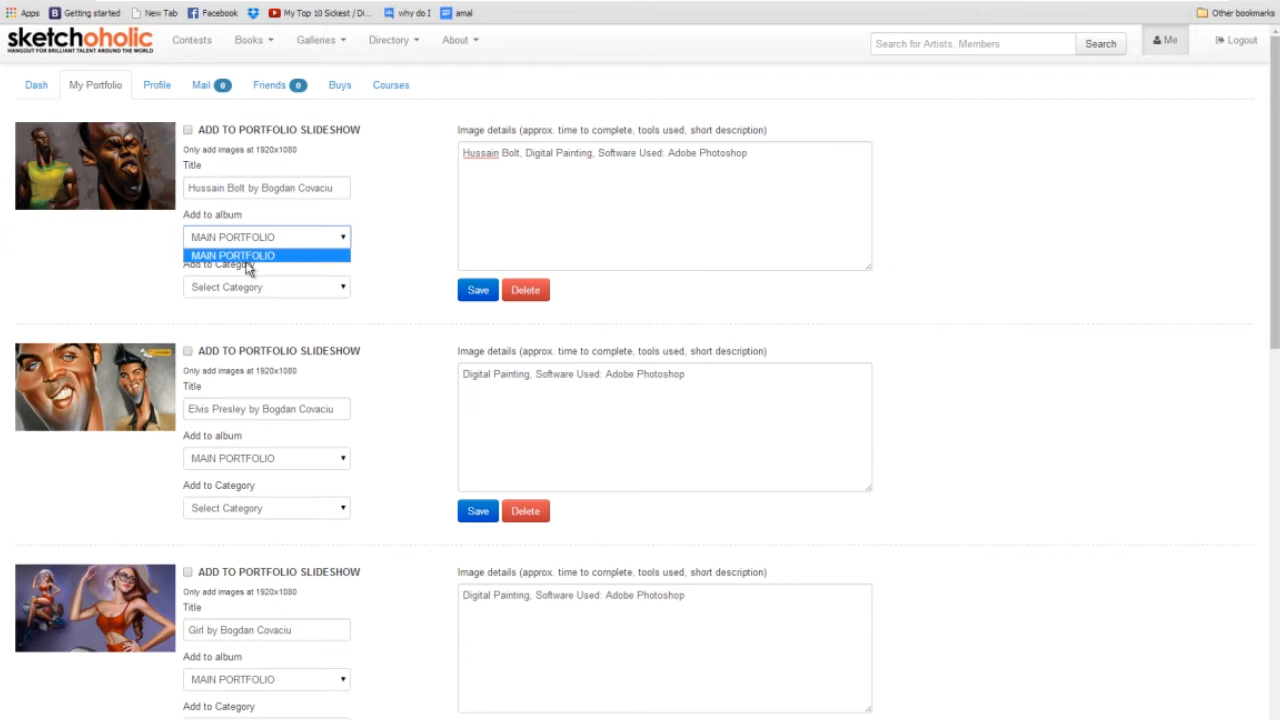 Apps Getting started New Tab Facebook My Top 10 Sickest / Di... why do I amal Other bookmarks
sketchoholic
HANGOUT FOR BRILLIANT TALENT AROUND THE WORLD
Contests Books Galleries Directory About Search for Artists, Members Search Me Logout
Dash My Portfolio Profile Mail 0 Friends 0 Buys Courses
ADD TO PORTFOLIO SLIDESHOW
Only add images at 1920x1080
Title
Hussain Bolt by Bogdan Covaciu
Add to album
MAIN PORTFOLIO
MAIN PORTFOLIO
Add to Category
Select Category
Image details (approx. time to complete, tools used, short description)
Hussain Bolt, Digital Painting, Software Used: Adobe Photoshop
Save Delete
ADD TO PORTFOLIO SLIDESHOW
Only add images at 1920x1080
Title
Elvis Presley by Bogdan Covaciu
Add to album
MAIN PORTFOLIO
Add to Category
Select Category
Image details (approx. time to complete, tools used, short description)
Digital Painting, Software Used: Adobe Photoshop
Save Delete
ADD TO PORTFOLIO SLIDESHOW
Only add images at 1920x1080
Title
Girl by Bogdan Covaciu
Add to album
MAIN PORTFOLIO
Add to Category
Image details (approx. time to complete, tools used, short description)
Digital Painting, Software Used: Adobe Photoshop